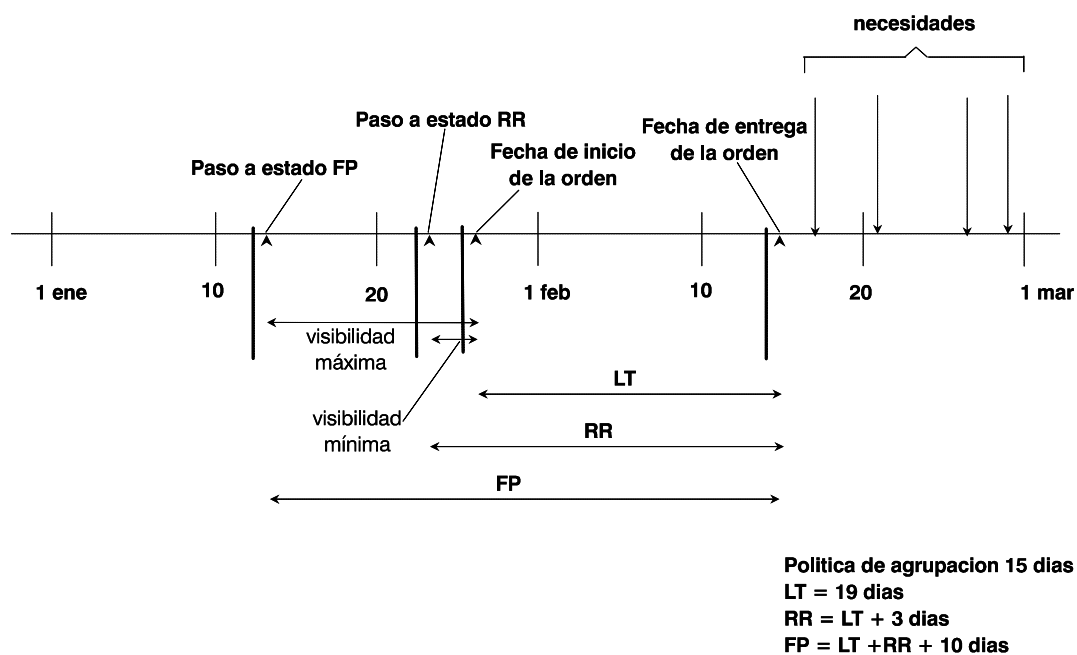 necesidades
Paso a estado RR
Fecha de entrega
de la orden
Fecha de inicio
de la orden
Paso a estado FP
1 ene
10
20
1 feb
10
20
1 mar
visibilidad
máxima
LT
visibilidad
mínima
RR
FP
Politica de agrupacion 15 dias
LT = 19 dias
RR = LT + 3 dias
FP = LT +RR + 10 dias